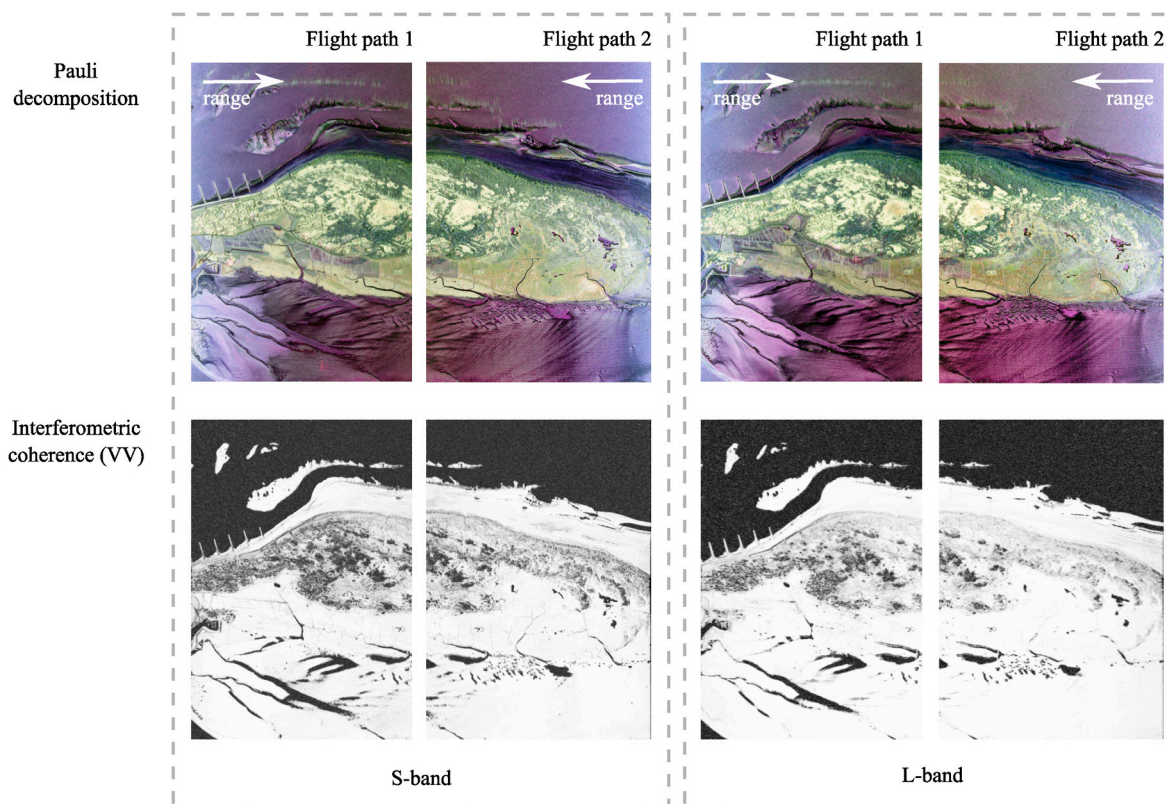 Flight path 1
Flight path 2
Flight path 1
Flight path 2
Pauli
decomposition
range
range
range
range
Interferometric
coherence (VV)
S-band
L-band